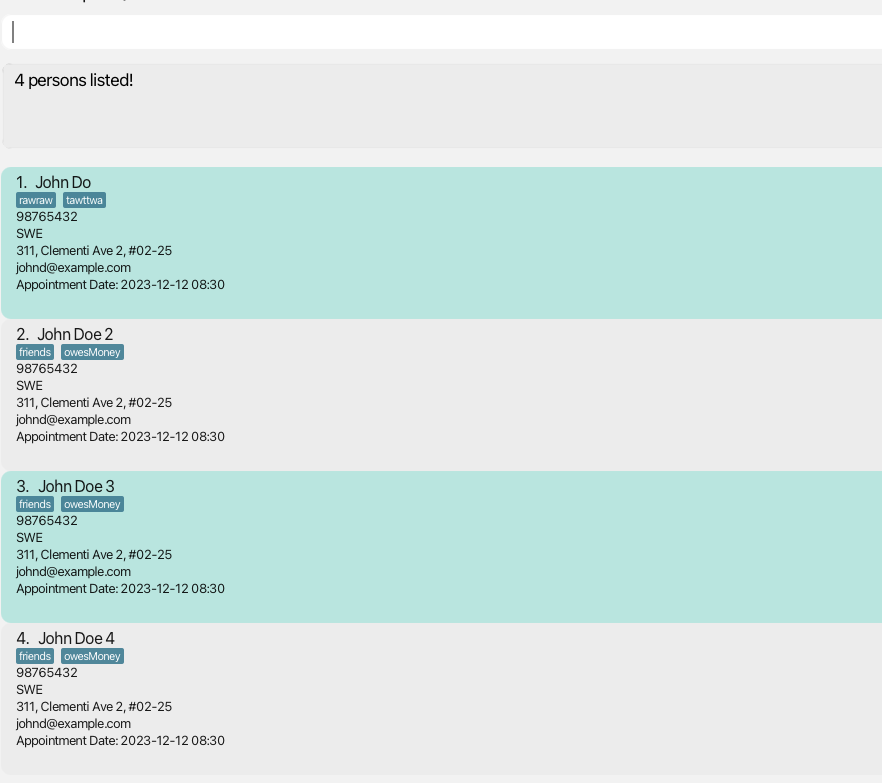 4 persons listed!
1. John Do
rawraw tawttwa
98765432
SWE
311, Clementi Ave 2, #02-25
johnd@example.com
Appointment Date: 2023-12-12 08:30
2. John Doe 2
friends owesMoney
98765432
SWE
311, Clementi Ave 2, #02-25
johnd@example.com
Appointment Date: 2023-12-12 08:30
3. John Doe 3
friends owesMoney
98765432
SWE
311, Clementi Ave 2, #02-25
johnd@example.com
Appointment Date: 2023-12-12 08:30
4. John Doe 4
friends owesMoney
98765432
SWE
311, Clementi Ave 2, #02-25
johnd@example.com
Appointment Date: 2023-12-12 08:30